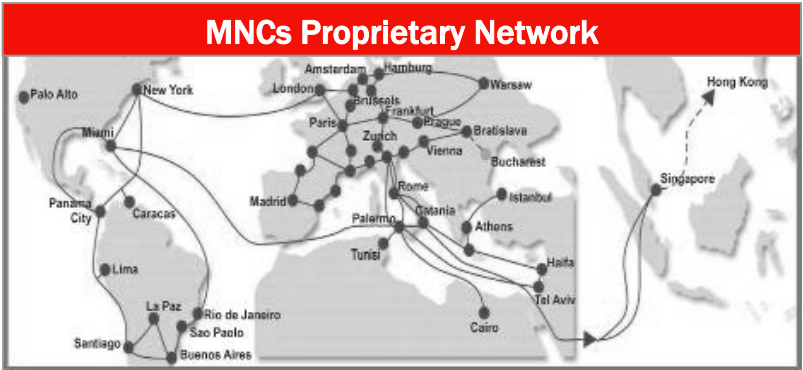 MNCs Proprietary Network
Amsterdam
Hamburg
Hong Kong
Palo Alto
New York
London
Warsaw
Brussels
Frankfurt
Paris
Prague
Miami
Zurich
Bratislava
Vienna
Bucharest
Singapore
Rome
Madrid
Istanbul
Panama
City
Caracas
Palermo
Catania
Athens
Tunisi
Lima
Haifa
Tel Aviv
La Paz
Rio de Janeiro
Cairo
Sao Paolo
Santiago
Buenos Aires